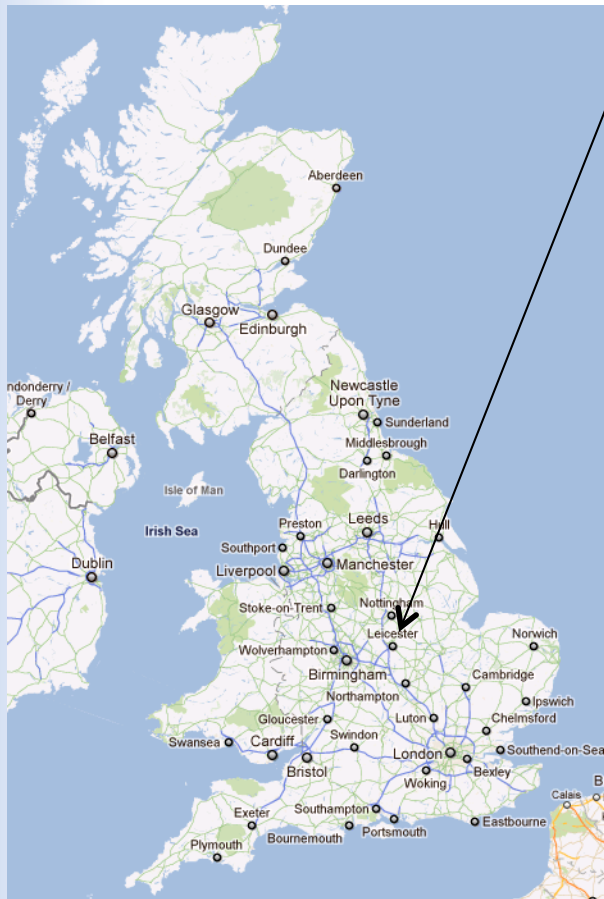 Aberdeen
Dundee
Glasgow
Edinburgh
Newcastle
Upon Tyne
Sunderland
ndonderry /
Derry
Belfast
Middlesbrough
Darlington
Isle of Man
Irish Sea
Preston
Leeds
Hull
Southport
Dublin
Liverpool
Manchester
Stoke-on-Trent
Nottingham
Leicester
Norwich
Wolverhampton
Birmingham
Cambridge
Northampton
Ipswich
Gloucester
Luton
Chelmsford
Swansea
Cardiff
Swindon
London
Southend-on-Sea
Bristol
Bexley
Woking
Exeter
Southampton
Calais
B
Bournemouth
Portsmouth
Eastbourne
Plymouth